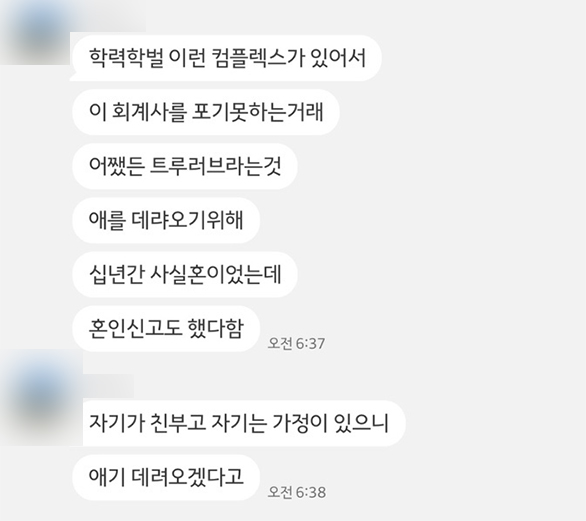 학력학벌 이런 컴플렉스가 있어서
이 회계사를 포기못하는거래
어쨌든 트루러브라는것
애를 데랴오기위해
십년간 사실혼이었는데
혼인신고도 했다함
오전 6:37
자기가 친부고 자기는 가정이 있으니
애기 데려오겠다고
오전 6:38